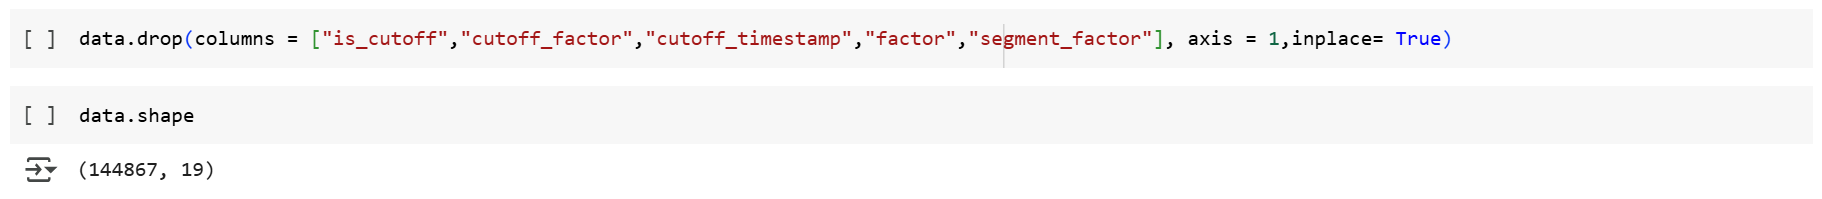 [ ] data.drop(columns = ["is_cutoff","cutoff_factor","cutoff_timestamp","factor","segment_factor"], axis = 1,inplace= True)
[ ] data.shape
(144867, 19)